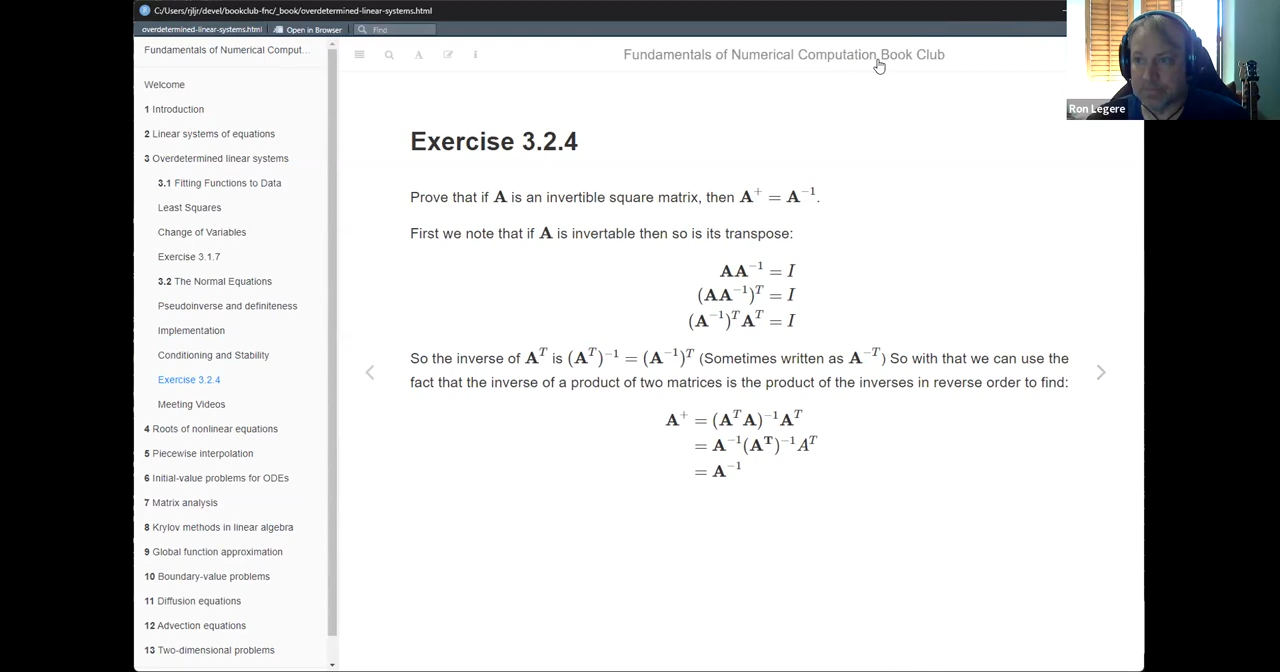 C:/Users/rjljr/devel/bookclub-fnc/_book/overdetermined-linear-systems.html
overdetermined-linear-systems.html
Open in Browser
Find
Fundamentals of Numerical Comput...
Welcome
1 Introduction
2 Linear systems of equations
3 Overdetermined linear systems
3.1 Fitting Functions to Data
Least Squares
Change of Variables
Exercise 3.1.7
3.2 The Normal Equations
Pseudoinverse and definiteness
Implementation
Conditioning and Stability
Exercise 3.2.4
Meeting Videos
4 Roots of nonlinear equations
5 Piecewise interpolation
6 Initial-value problems for ODEs
7 Matrix analysis
8 Krylov methods in linear algebra
9 Global function approximation
10 Boundary-value problems
11 Diffusion equations
12 Advection equations
13 Two-dimensional problems
Fundamentals of Numerical Computation Book Club
Exercise 3.2.4
Prove that if A is an invertible square matrix, then A⁺ = A⁻¹.
First we note that if A is invertable then so is its transpose:
AA⁻¹ = I
(AA⁻¹)ᵀ = I
(A⁻¹)ᵀAᵀ = I
So the inverse of Aᵀ is (Aᵀ)⁻¹ = (A⁻¹)ᵀ (Sometimes written as A⁻ᵀ) So with that we can use the
fact that the inverse of a product of two matrices is the product of the inverses in reverse order to find:
A⁺ = (AᵀA)⁻¹Aᵀ
= A⁻¹(Aᵀ)⁻¹Aᵀ
= A⁻¹
Ron Legere